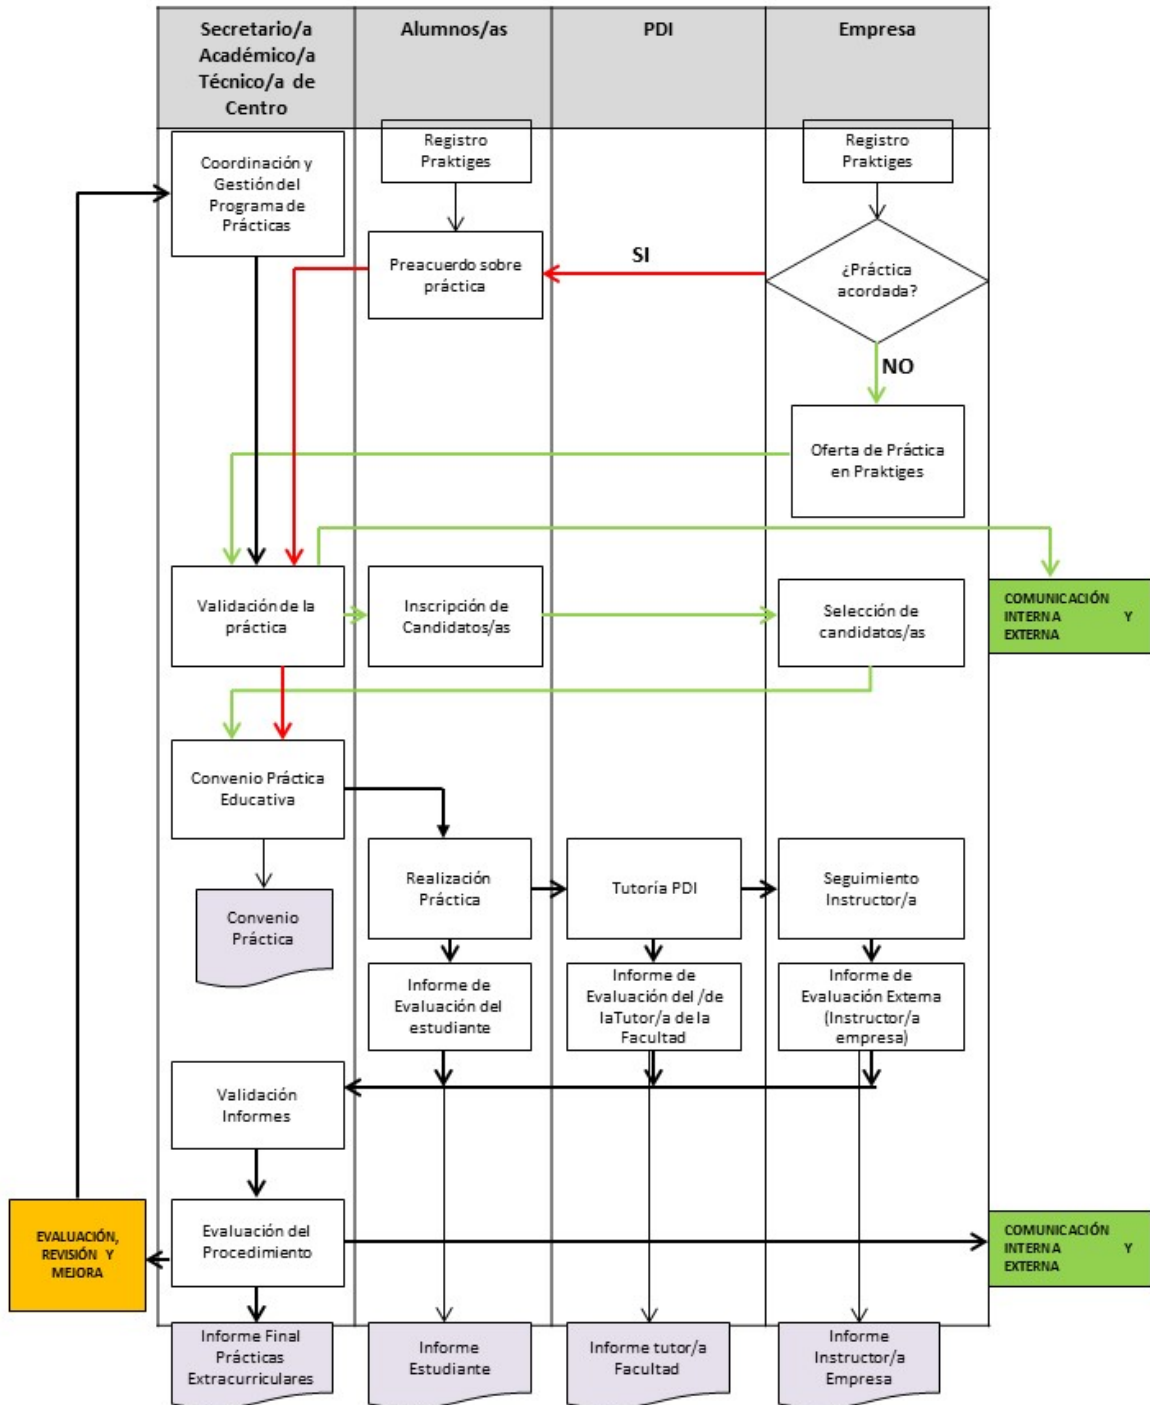 Secretario/a
Académico/a
Técnico/a de
Centro
Alumnos/as
PDI
Empresa
Registro
Praktiges
Registro
Praktiges
Coordinación y
Gestión del
Programa de
Prácticas
Preacuerdo sobre
práctica
SI
¿Práctica
acordada?
NO
Oferta de Práctica
en Praktiges
Validación de la
práctica
Inscripción de
Candidatos/as
Selección de
candidatos/as
COMUNICACIÓN
INTERNA Y
EXTERNA
Convenio Práctica
Educativa
Convenio
Práctica
Realización
Práctica
Tutoría PDI
Seguimiento
Instructor/a
Informe de
Evaluación del
estudiante
Informe de
Evaluación del /de
laTutor/a de la
Facultad
Informe de
Evaluación Externa
(Instructor/a
empresa)
Validación
Informes
EVALUACIÓN,
REVISIÓN Y
MEJORA
Evaluación del
Procedimiento
COMUNICACIÓN
INTERNA Y
EXTERNA
Informe Final
Prácticas
Extracurriculares
Informe
Estudiante
Informe tutor/a
Facultad
Informe
Instructor/a
Empresa